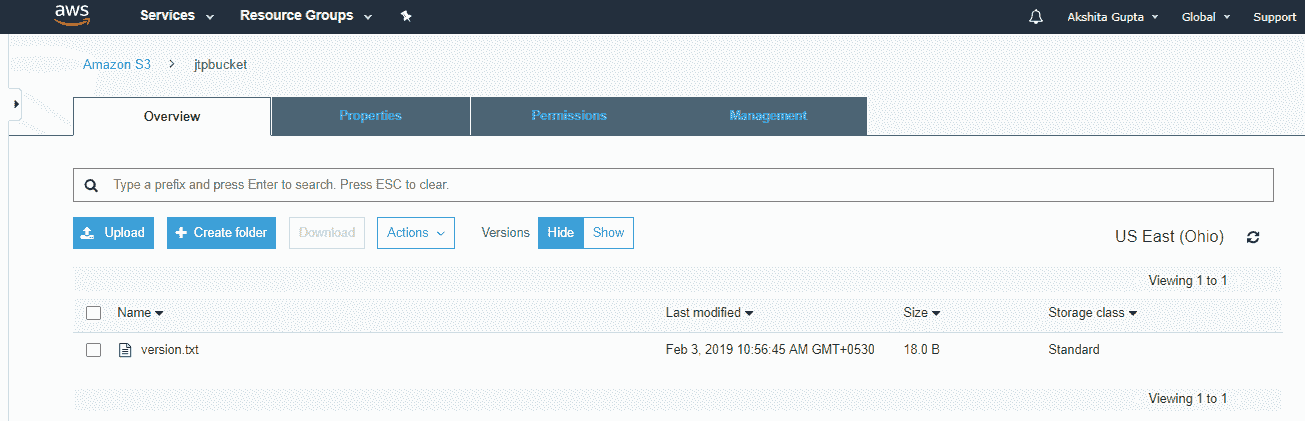 aws Services Resource Groups Akshita Gupta Global Support
Amazon S3 jtpbucket
Overview Properties Permissions Management
Type a prefix and press Enter to search. Press ESC to clear.
Upload Create folder Download Actions Versions Hide Show US East (Ohio)
Viewing 1 to 1
Name Last modified Size Storage class
version.txt Feb 3, 2019 10:56:45 AM GMT+0530 18.0 B Standard
Viewing 1 to 1